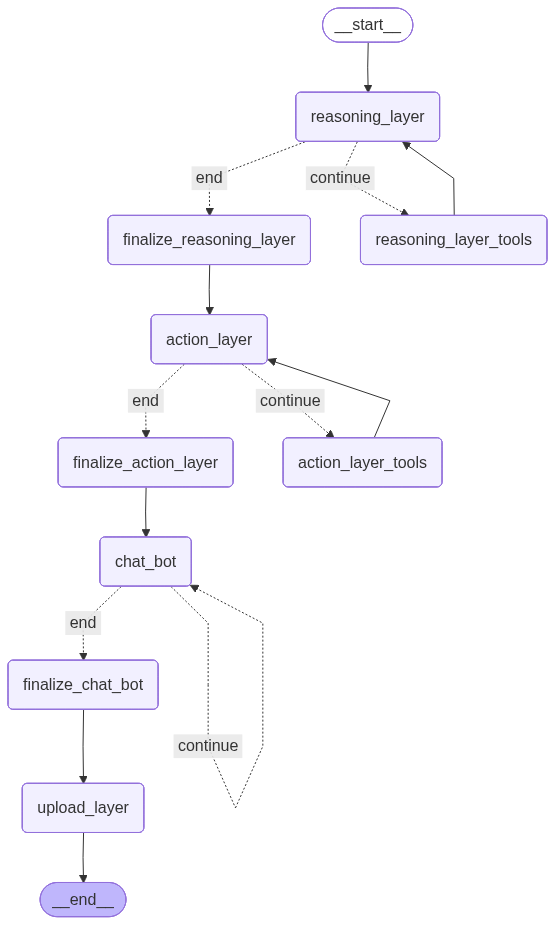 __start__
reasoning_layer
end
continue
finalize_reasoning_layer
reasoning_layer_tools
action_layer
end
continue
finalize_action_layer
action_layer_tools
chat_bot
end
finalize_chat_bot
continue
upload_layer
__end__